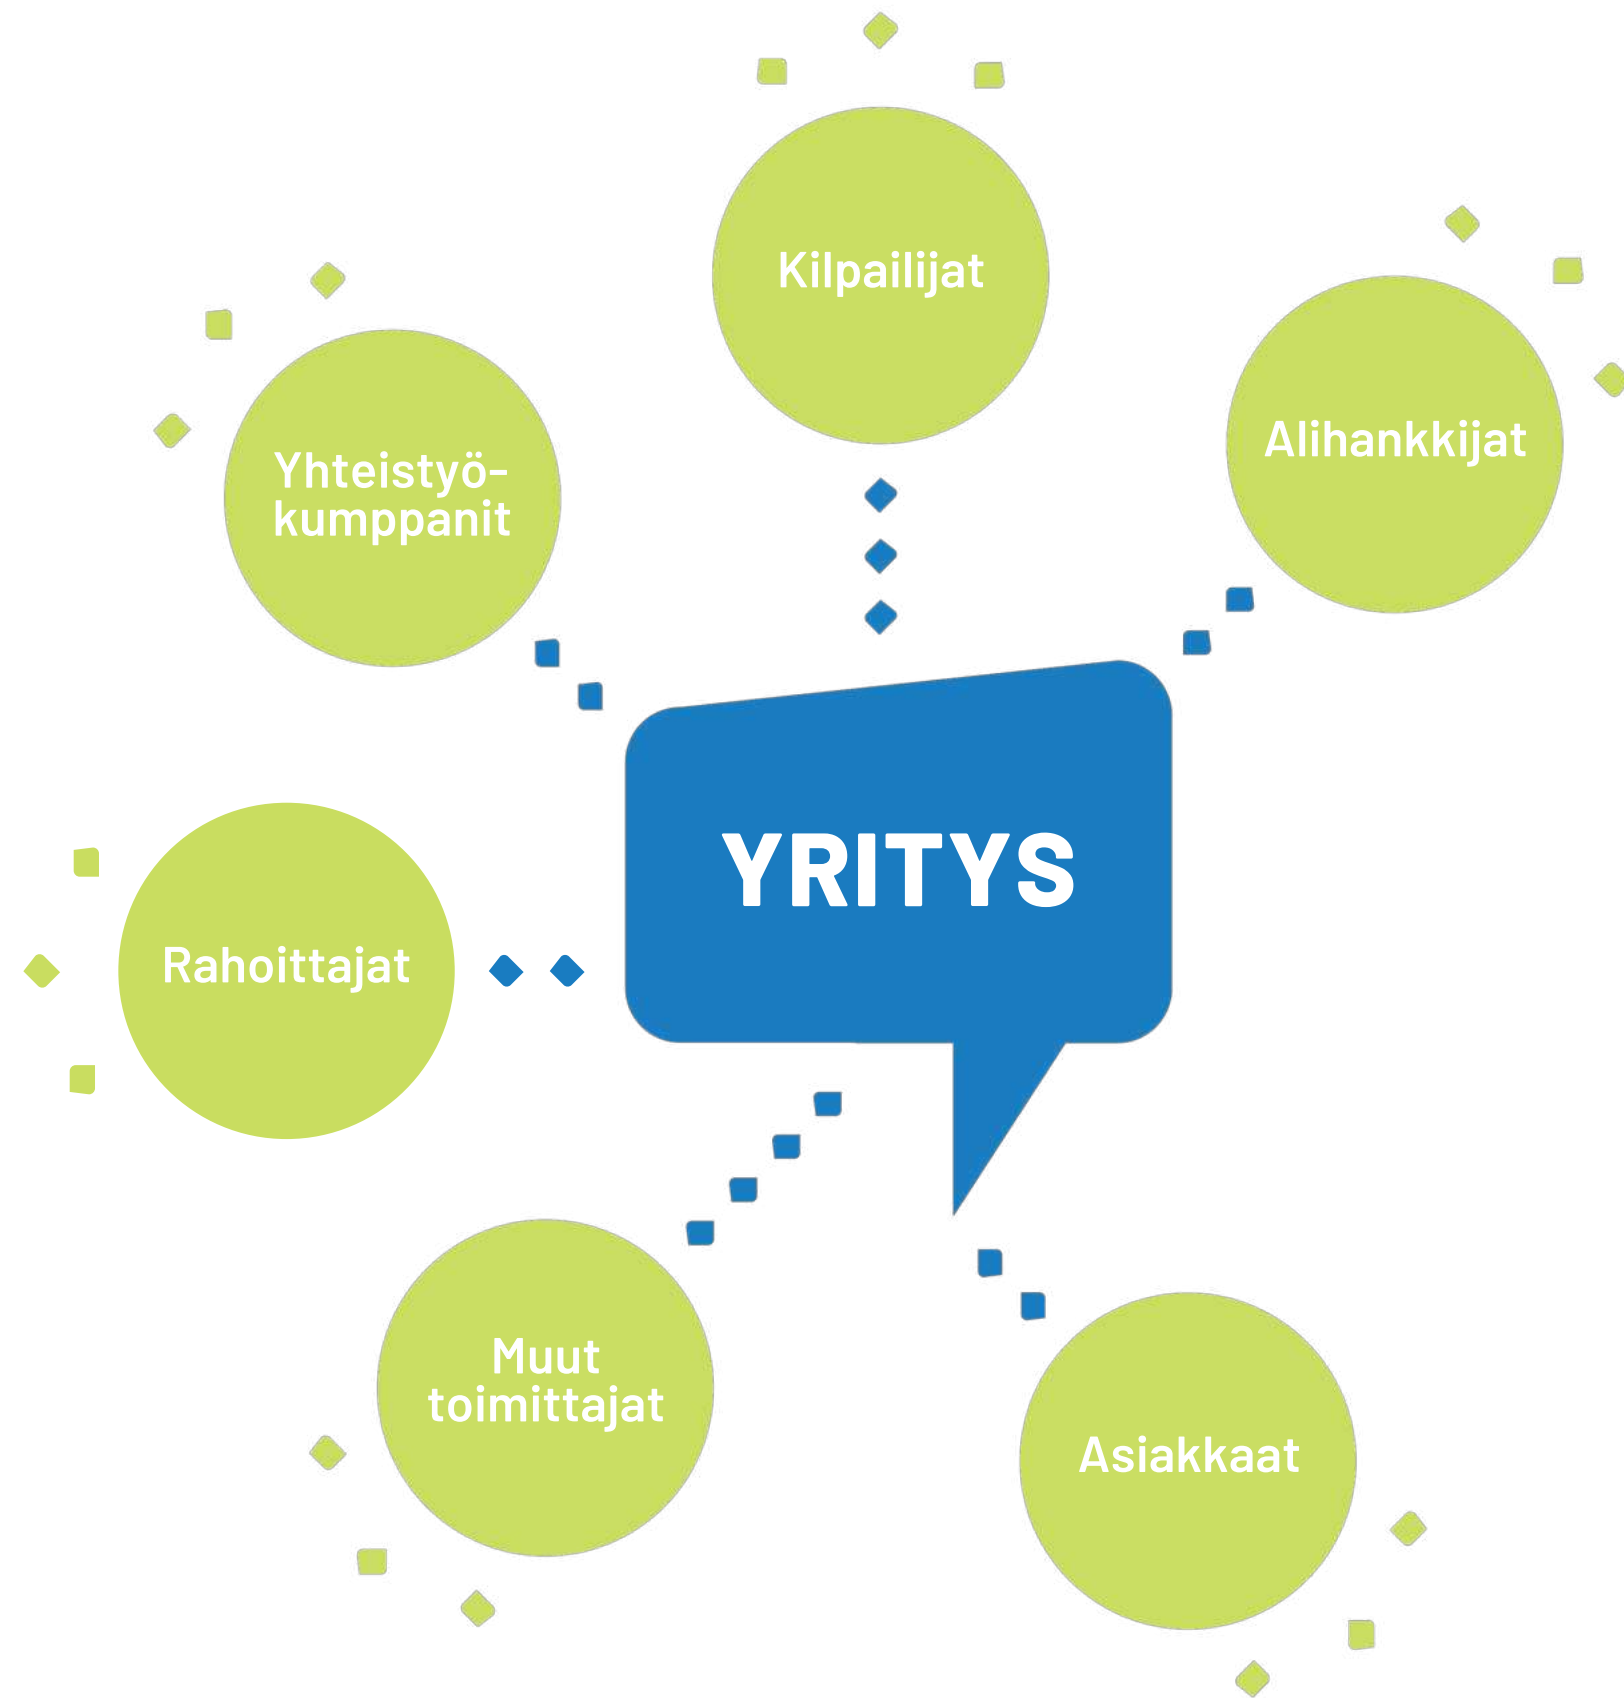 Kilpailijat
Alihankkijat
Yhteistyö-
kumppanit
YRITYS
Rahoittajat
Muut
toimittajat
Asiakkaat